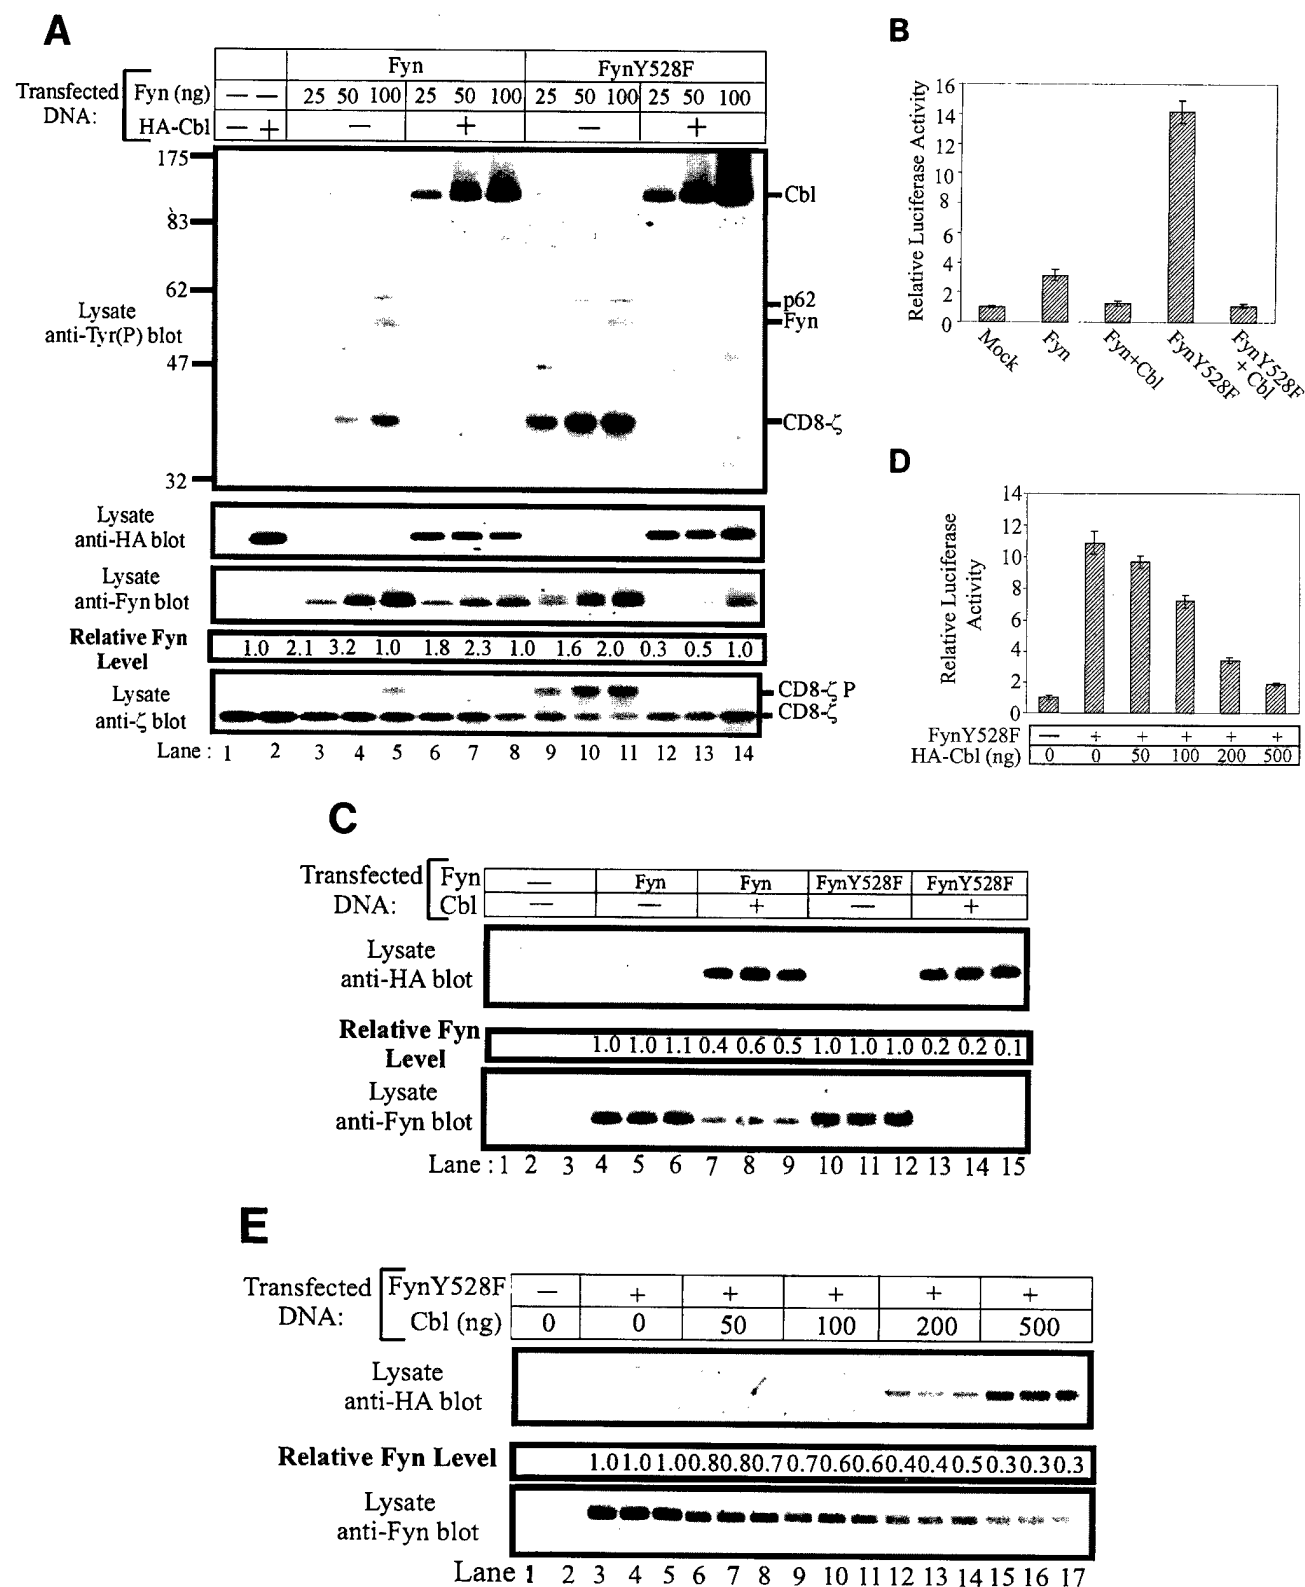 A
Fyn
FynY528F
Transfected DNA:
Fyn (ng)
— —
25 50 100
25 50 100
25 50 100
25 50 100
HA-Cbl
— +
—
+
—
+
175
83
62
47
32
Cbl
p62
Fyn
CD8-ζ
Lysate
anti-Tyr(P) blot
Lysate
anti-HA blot
Lysate
anti-Fyn blot
Relative Fyn
Level
1.0 2.1 3.2 1.0 1.8 2.3 1.0 1.6 2.0 0.3 0.5 1.0
Lysate
anti-ζ blot
CD8-ζ P
CD8-ζ
Lane : 1 2 3 4 5 6 7 8 9 10 11 12 13 14
B
Relative Luciferase Activity
16
14
12
10
8
6
4
2
0
Mock
Fyn
Fyn+Cbl
FynY528F
FynY528F
+ Cbl
D
Relative Luciferase
Activity
14
12
10
8
6
4
2
0
FynY528F — + + + + +
HA-Cbl (ng) 0 0 50 100 200 500
C
Transfected
DNA:
Fyn — Fyn Fyn FynY528F FynY528F
Cbl — — + — +
Lysate
anti-HA blot
Relative Fyn
Level
1.0 1.0 1.1 0.4 0.6 0.5 1.0 1.0 1.0 0.2 0.2 0.1
Lysate
anti-Fyn blot
Lane : 1 2 3 4 5 6 7 8 9 10 11 12 13 14 15
E
Transfected
DNA:
FynY528F — + + + + +
Cbl (ng) 0 0 50 100 200 500
Lysate
anti-HA blot
Relative Fyn Level
1.0 1.0 1.0 0.8 0.8 0.7 0.7 0.6 0.6 0.4 0.4 0.5 0.3 0.3 0.3
Lysate
anti-Fyn blot
Lane : 1 2 3 4 5 6 7 8 9 10 11 12 13 14 15 16 17